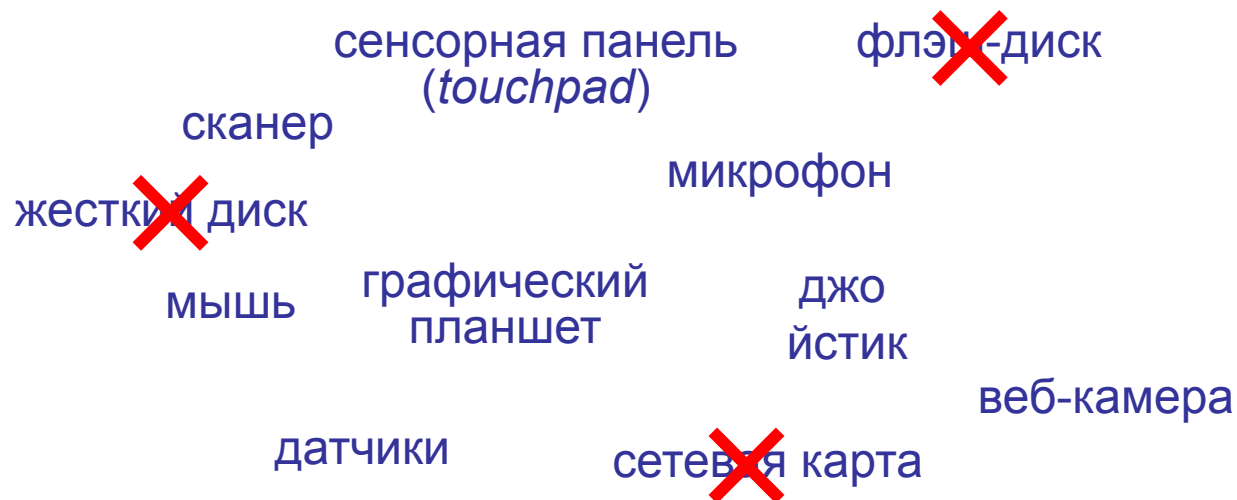 сенсорная панель
(touchpad)
флэш-диск
сканер
микрофон
жесткий диск
мышь
графический
планшет
джо
йстик
веб-камера
датчики
сетевая карта